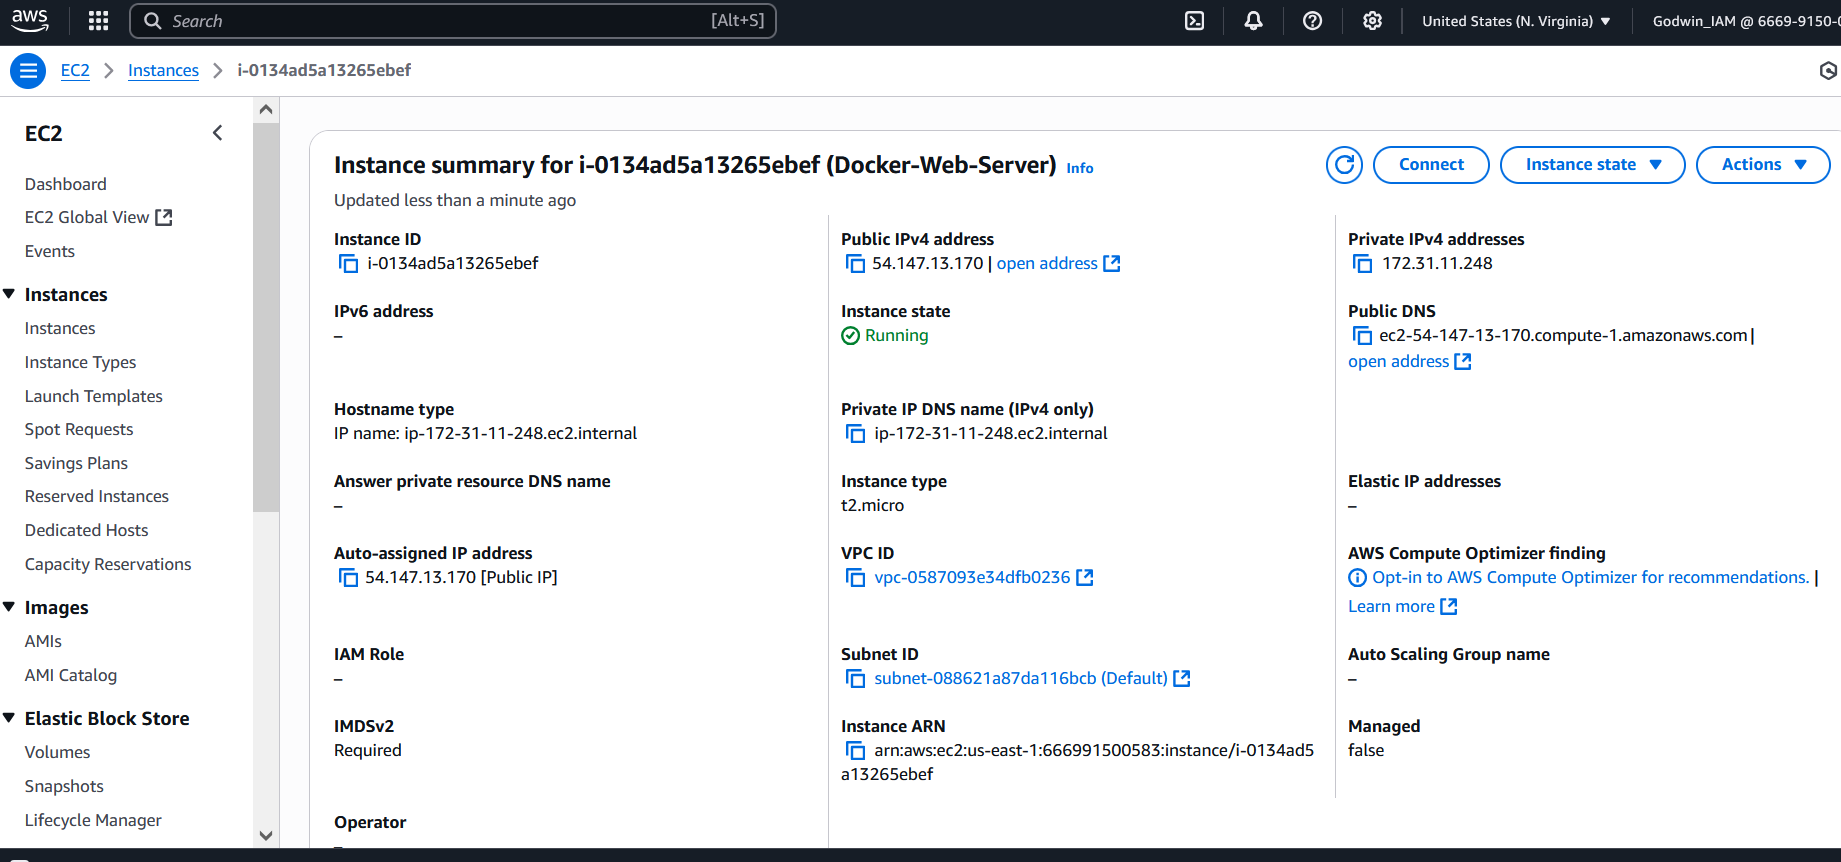 aws
Search
[Alt+S]
United States (N. Virginia)
Godwin_IAM @ 6669-9150-
EC2
Instances
i-0134ad5a13265ebef
EC2
Dashboard
EC2 Global View
Events
Instances
Instances
Instance Types
Launch Templates
Spot Requests
Savings Plans
Reserved Instances
Dedicated Hosts
Capacity Reservations
Images
AMIs
AMI Catalog
Elastic Block Store
Volumes
Snapshots
Lifecycle Manager
Instance summary for i-0134ad5a13265ebef (Docker-Web-Server) Info
Updated less than a minute ago
Connect
Instance state
Actions
Instance ID
i-0134ad5a13265ebef
Public IPv4 address
54.147.13.170 | open address
Private IPv4 addresses
172.31.11.248
IPv6 address
–
Instance state
Running
Public DNS
ec2-54-147-13-170.compute-1.amazonaws.com |
open address
Hostname type
IP name: ip-172-31-11-248.ec2.internal
Private IP DNS name (IPv4 only)
ip-172-31-11-248.ec2.internal
Answer private resource DNS name
–
Instance type
t2.micro
Elastic IP addresses
–
Auto-assigned IP address
54.147.13.170 [Public IP]
VPC ID
vpc-0587093e34dfb0236
AWS Compute Optimizer finding
Opt-in to AWS Compute Optimizer for recommendations. |
Learn more
IAM Role
–
Subnet ID
subnet-088621a87da116bcb (Default)
Auto Scaling Group name
–
IMDSv2
Required
Instance ARN
arn:aws:ec2:us-east-1:666991500583:instance/i-0134ad5
a13265ebef
Managed
false
Operator
–